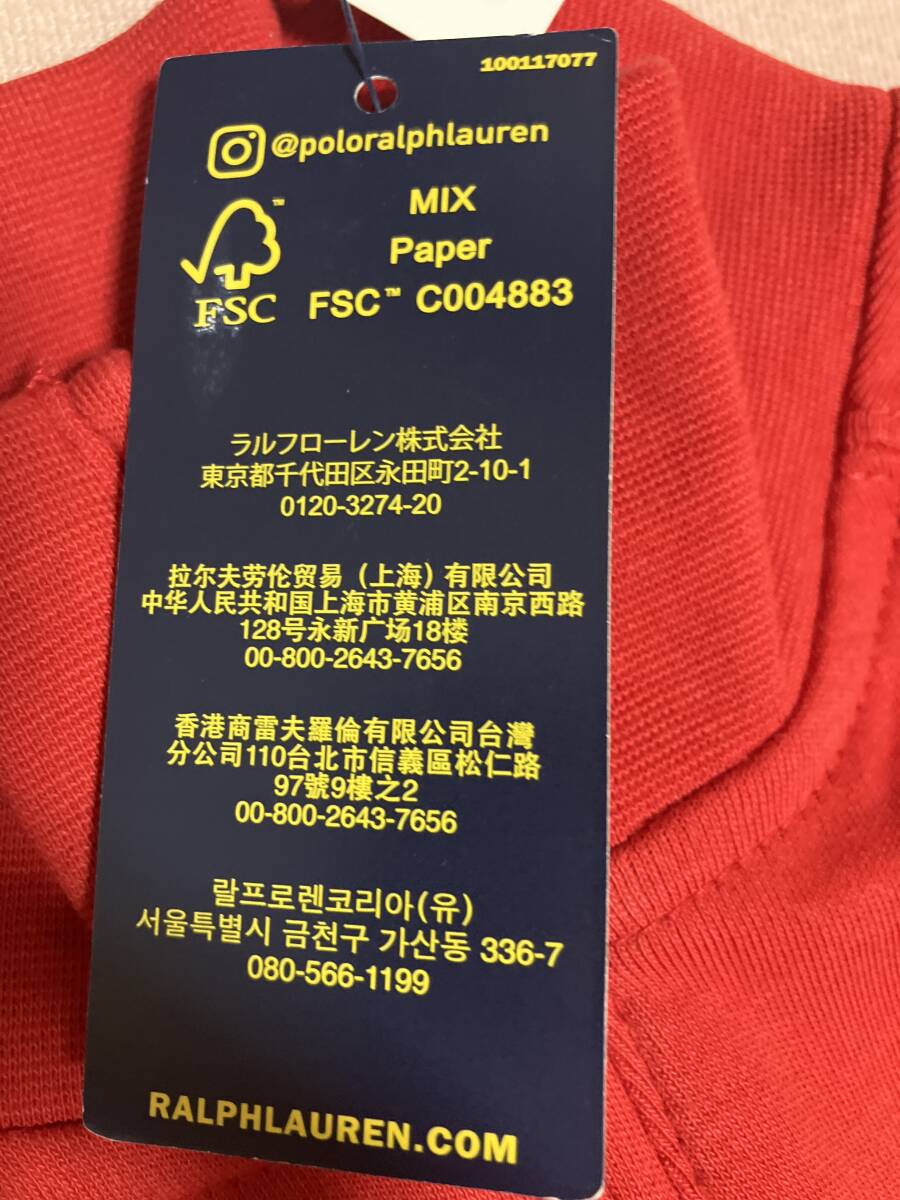 100117077
@poloralphlauren
™
FSC
MIX
Paper
FSC™ C004883
ラルフローレン株式会社
東京都千代田区永田町2-10-1
0120-3274-20
拉尔夫劳伦贸易（上海）有限公司
中华人民共和国上海市黄浦区南京西路
128号永新广场18楼
00-800-2643-7656
香港商雷夫羅倫有限公司台灣
分公司110台北市信義區松仁路
97號9樓之2
00-800-2643-7656
랄프로렌코리아(유)
서울특별시 금천구 가산동 336-7
080-566-1199
RALPHLAUREN.COM